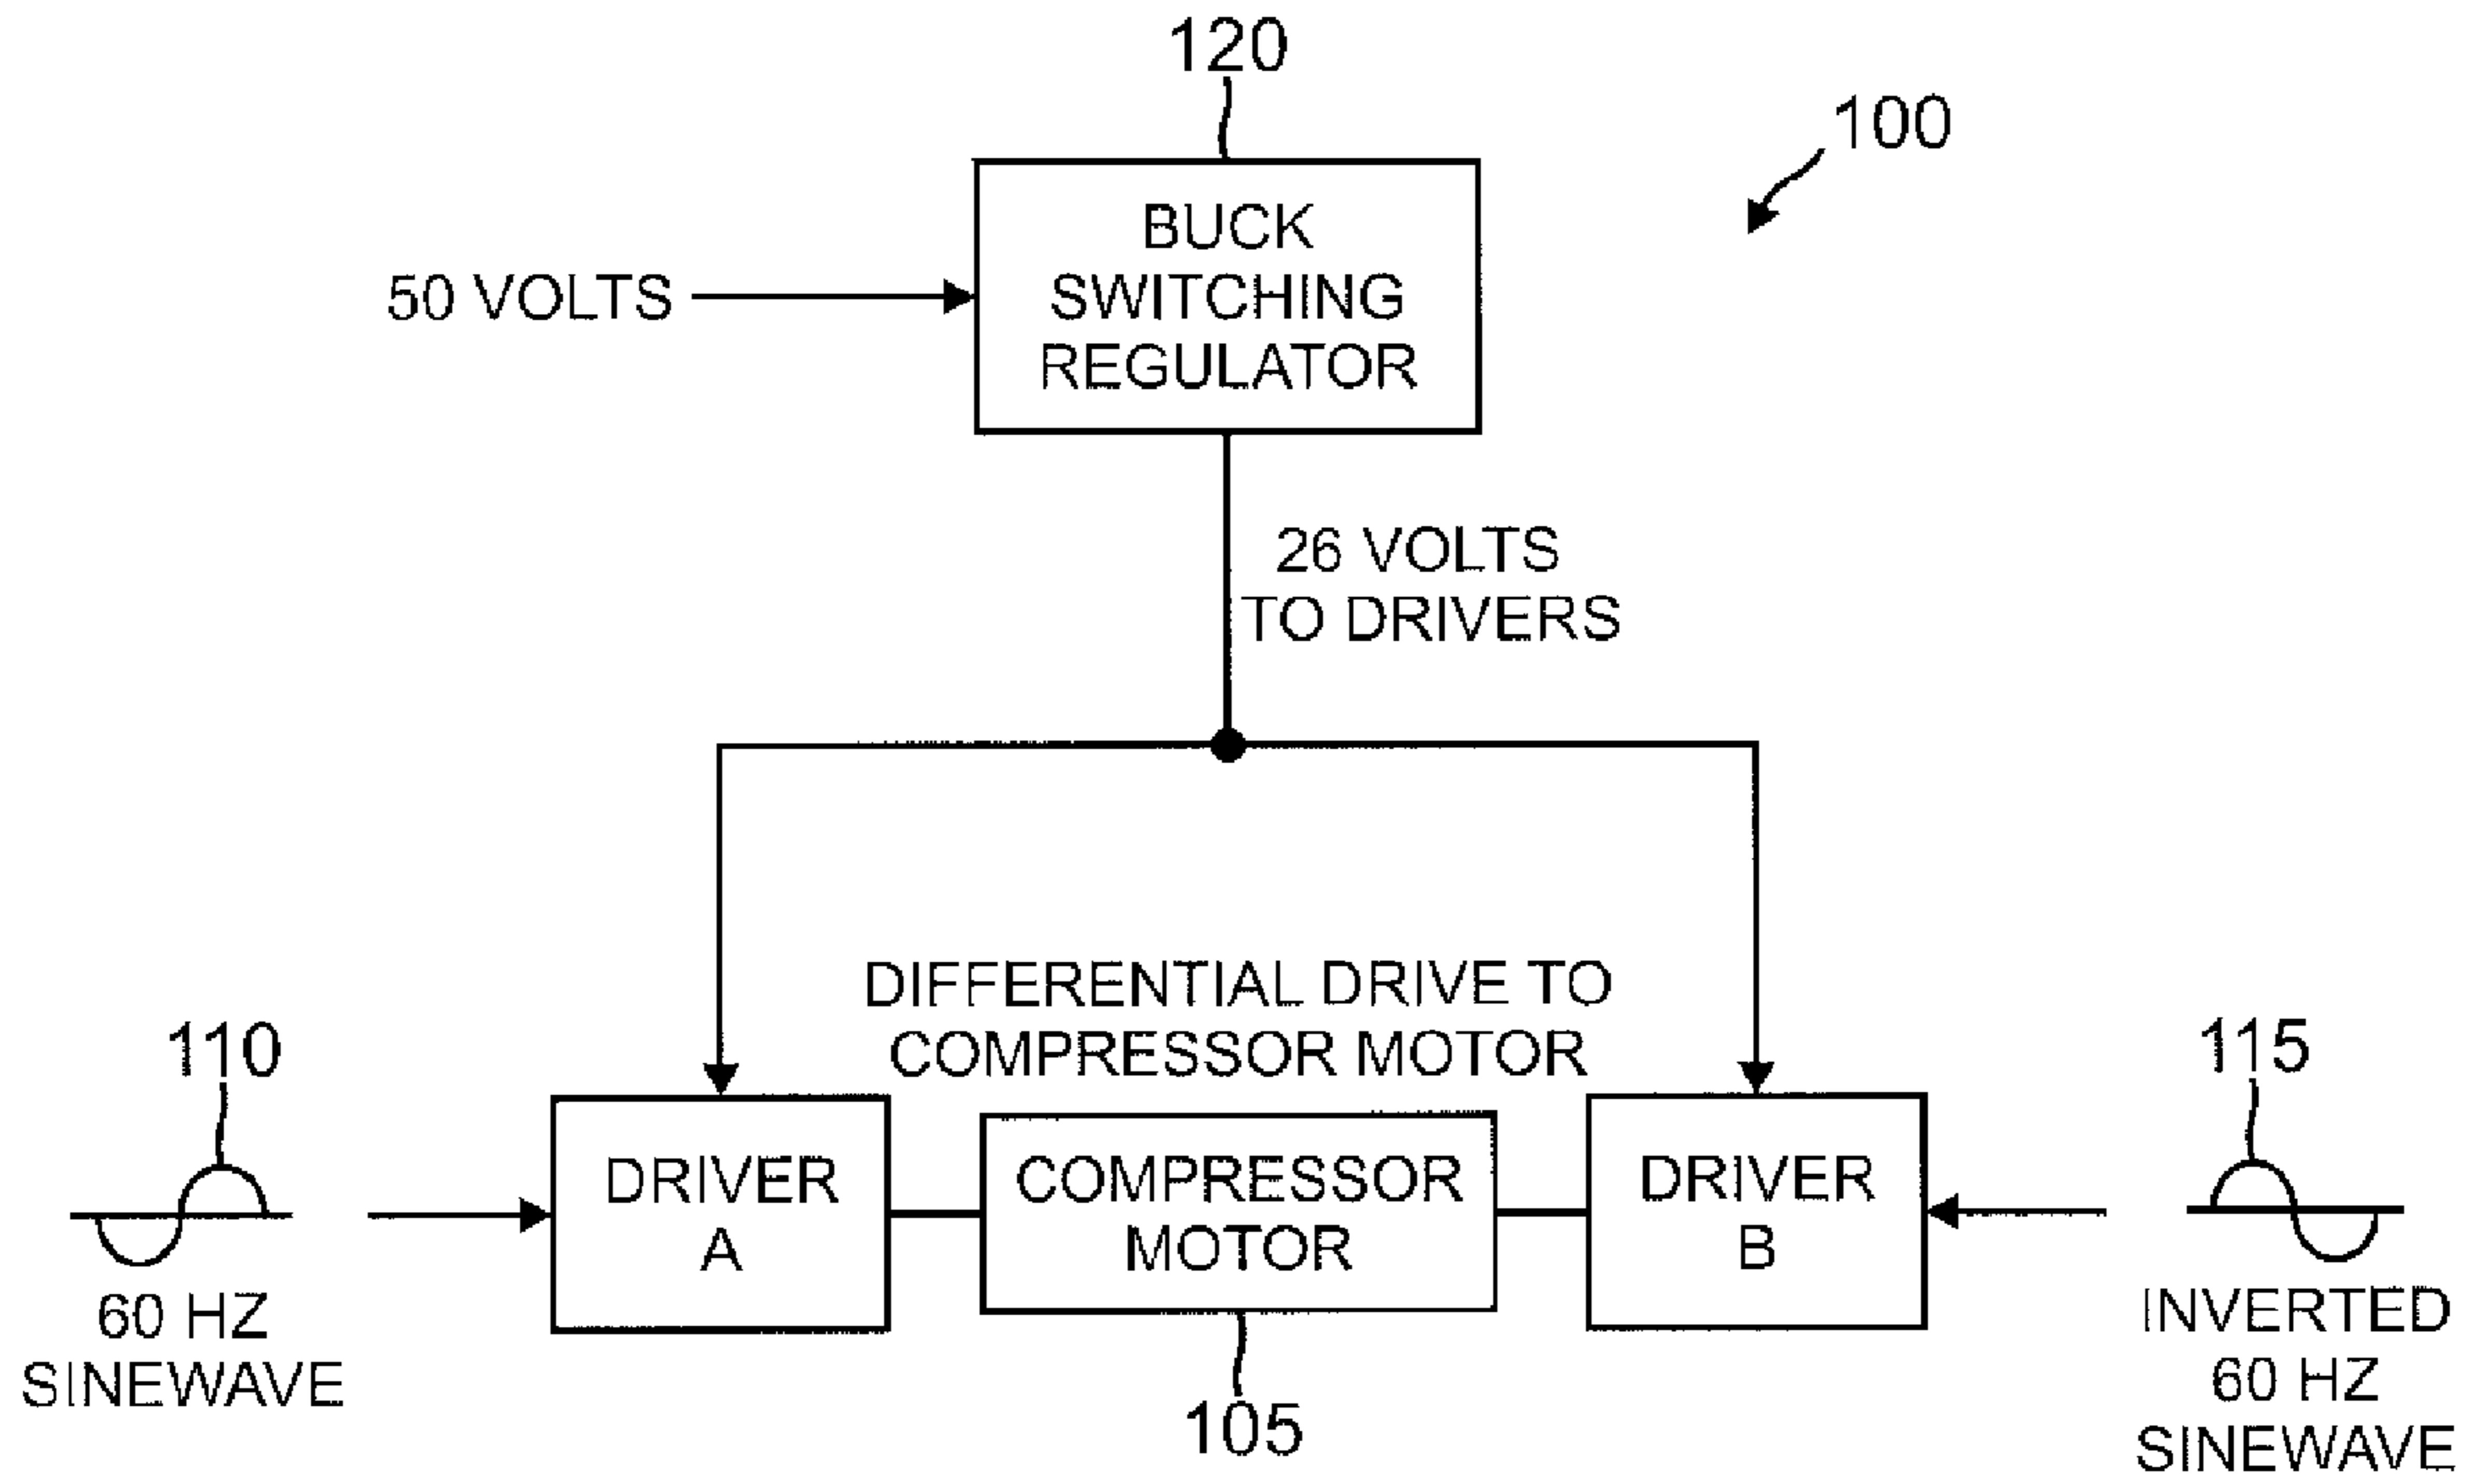 120
100
BUCK
SWITCHING
REGULATOR
50 VOLTS
26 VOLTS
TO DRIVERS
DIFFERENTIAL DRIVE TO
COMPRESSOR MOTOR
110
115
DRIVER
A
COMPRESSOR
MOTOR
DRIVER
B
60 HZ
SINEWAVE
INVERTED
60 HZ
SINEWAVE
105